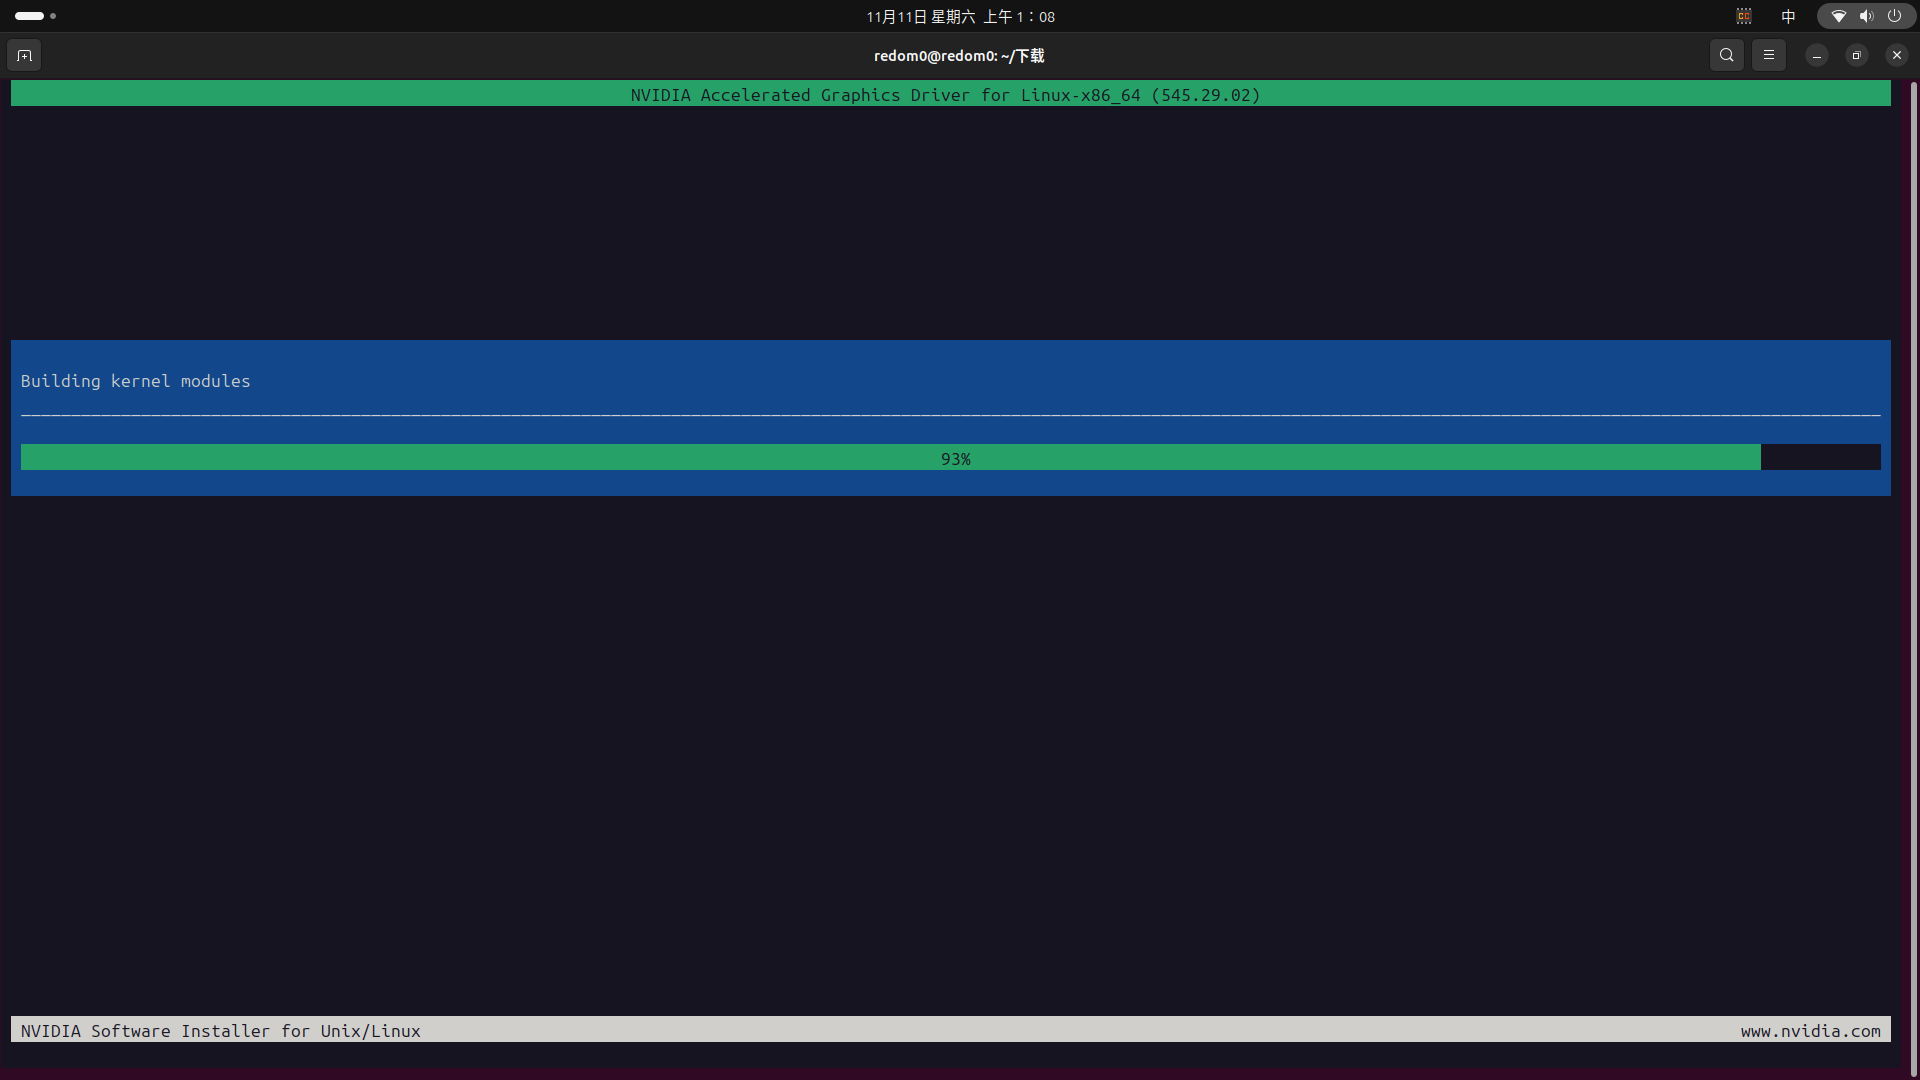 11月11日 星期六 上午 1：08
中
redom0@redom0: ~/下载
NVIDIA Accelerated Graphics Driver for Linux-x86_64 (545.29.02)
Building kernel modules
93%
NVIDIA Software Installer for Unix/Linux
www.nvidia.com